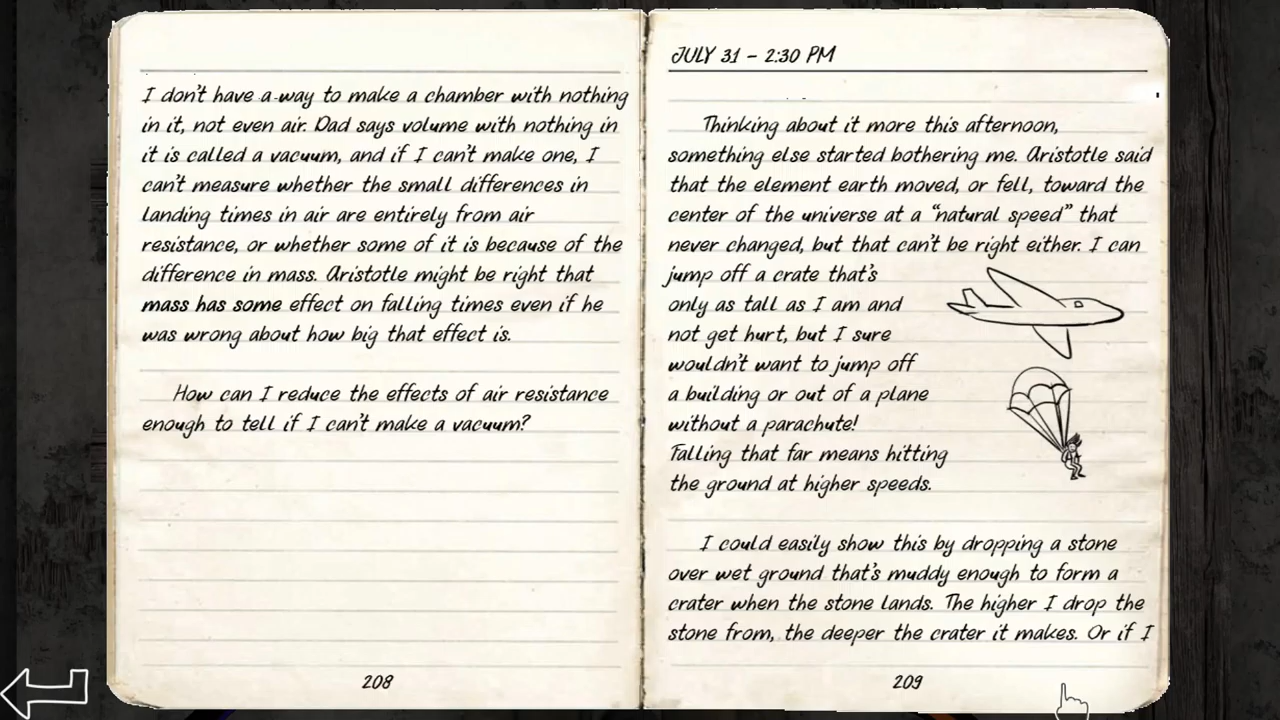 I don't have a way to make a chamber with nothing
in it, not even air. Dad says volume with nothing in
it is called a vacuum, and if I can't make one, I
can't measure whether the small differences in
landing times in air are entirely from air
resistance, or whether some of it is because of the
difference in mass. Aristotle might be right that
mass has some effect on falling times even if he
was wrong about how big that effect is.
How can I reduce the effects of air resistance
enough to tell if I can't make a vacuum?
208
JULY 31 – 2:30 PM
Thinking about it more this afternoon,
something else started bothering me. Aristotle said
that the element earth moved, or fell, toward the
center of the universe at a “natural speed” that
never changed, but that can't be right either. I can
jump off a crate that's
only as tall as I am and
not get hurt, but I sure
wouldn't want to jump off
a building or out of a plane
without a parachute!
Falling that far means hitting
the ground at higher speeds.
I could easily show this by dropping a stone
over wet ground that's muddy enough to form a
crater when the stone lands. The higher I drop the
stone from, the deeper the crater it makes. Or if I
209